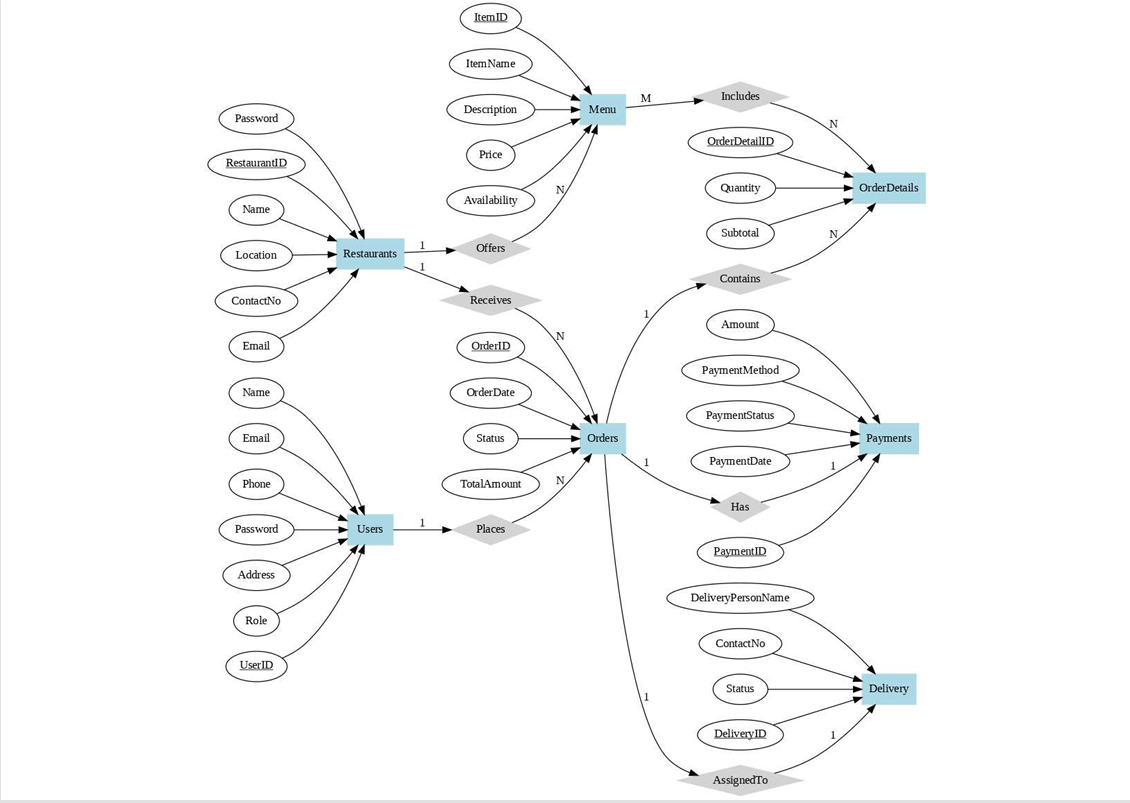 ItemID
ItemName
Description
Price
Availability
Menu
M
Includes
N
OrderDetailID
Quantity
Subtotal
OrderDetails
Password
RestaurantID
Name
Location
ContactNo
Email
Restaurants
1
Offers
N
1
Receives
N
1
Contains
N
OrderID
OrderDate
Status
TotalAmount
Orders
Amount
PaymentMethod
PaymentStatus
PaymentDate
Payments
1
Has
1
PaymentID
Name
Email
Phone
Password
Address
Role
UserID
Users
1
Places
N
DeliveryPersonName
ContactNo
Status
DeliveryID
Delivery
1
AssignedTo
1